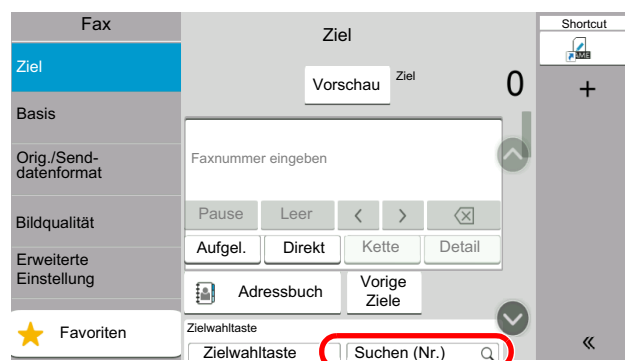 Fax
Ziel
Basis
Orig./Send-
datenformat
Bildqualität
Erweiterte
Einstellung
Favoriten
Ziel
Vorschau
Ziel
0
Faxnummer eingeben
Pause
Leer
Aufgel.
Direkt
Kette
Detail
Adressbuch
Vorige
Ziele
Zielwahltaste
Zielwahltaste
Suchen (Nr.)
Shortcut
+
«